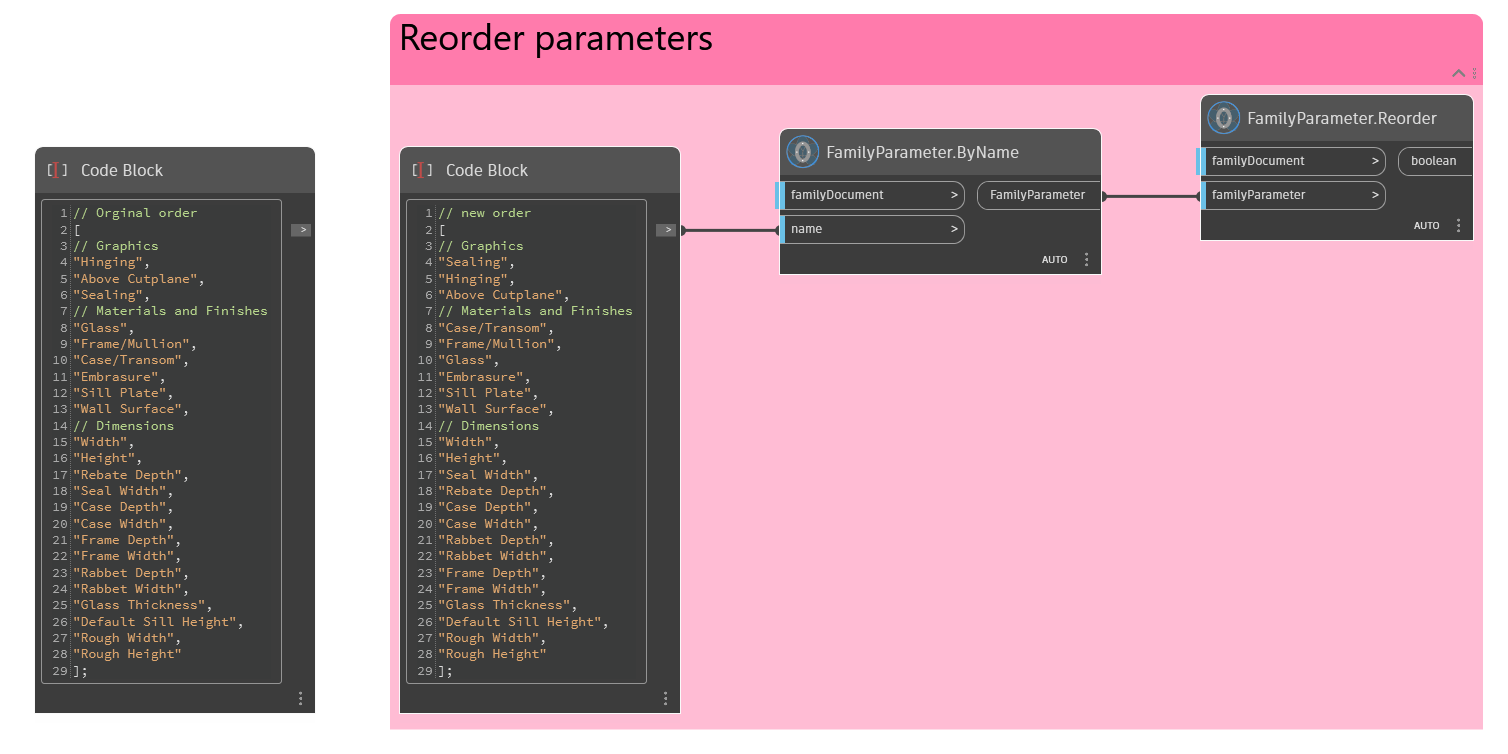 Reorder parameters
Code Block
1 // Orginal order
2 [
3 // Graphics
4 "Hinging",
5 "Above Cutplane",
6 "Sealing",
7 // Materials and Finishes
8 "Glass",
9 "Frame/Mullion",
10 "Case/Transom",
11 "Embrasure",
12 "Sill Plate",
13 "Wall Surface",
14 // Dimensions
15 "Width",
16 "Height",
17 "Rebate Depth",
18 "Seal Width",
19 "Case Depth",
20 "Case Width",
21 "Frame Depth",
22 "Frame Width",
23 "Rabbet Depth",
24 "Rabbet Width",
25 "Glass Thickness",
26 "Default Sill Height",
27 "Rough Width",
28 "Rough Height"
29 ];
>
Code Block
1 // new order
2 [
3 // Graphics
4 "Sealing",
5 "Hinging",
6 "Above Cutplane",
7 // Materials and Finishes
8 "Case/Transom",
9 "Frame/Mullion",
10 "Glass",
11 "Embrasure",
12 "Sill Plate",
13 "Wall Surface",
14 // Dimensions
15 "Width",
16 "Height",
17 "Seal Width",
18 "Rebate Depth",
19 "Case Depth",
20 "Case Width",
21 "Rabbet Depth",
22 "Rabbet Width",
23 "Frame Depth",
24 "Frame Width",
25 "Glass Thickness",
26 "Default Sill Height",
27 "Rough Width",
28 "Rough Height"
29 ];
>
FamilyParameter.ByName
familyDocument > FamilyParameter
name >
AUTO
FamilyParameter.Reorder
familyDocument > boolean
familyParameter >
AUTO